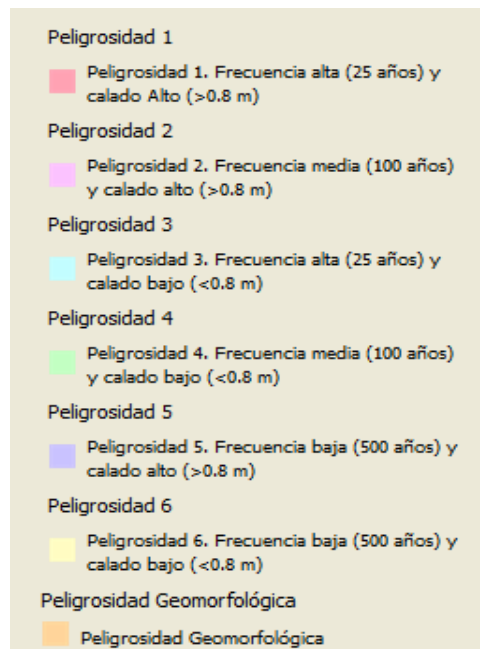 Peligrosidad 1
Peligrosidad 1. Frecuencia alta (25 años) y
calado Alto (>0.8 m)
Peligrosidad 2
Peligrosidad 2. Frecuencia media (100 años)
y calado alto (>0.8 m)
Peligrosidad 3
Peligrosidad 3. Frecuencia alta (25 años) y
calado bajo (<0.8 m)
Peligrosidad 4
Peligrosidad 4. Frecuencia media (100 años)
y calado bajo (<0.8 m)
Peligrosidad 5
Peligrosidad 5. Frecuencia baja (500 años) y
calado alto (>0.8 m)
Peligrosidad 6
Peligrosidad 6. Frecuencia baja (500 años) y
calado bajo (<0.8 m)
Peligrosidad Geomorfológica
Peligrosidad Geomorfológica